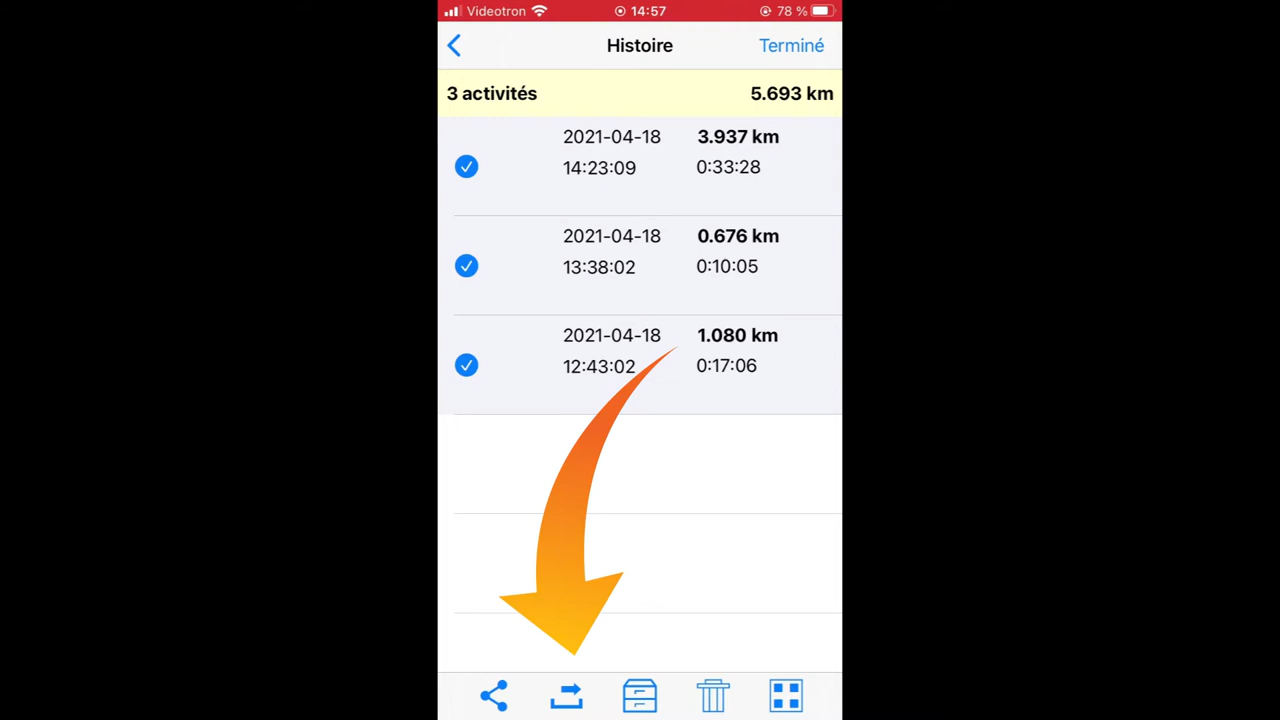 Videotron 14:57 78 %
Histoire Terminé
3 activités 5.693 km
2021-04-18 3.937 km
14:23:09 0:33:28
2021-04-18 0.676 km
13:38:02 0:10:05
2021-04-18 1.080 km
12:43:02 0:17:06